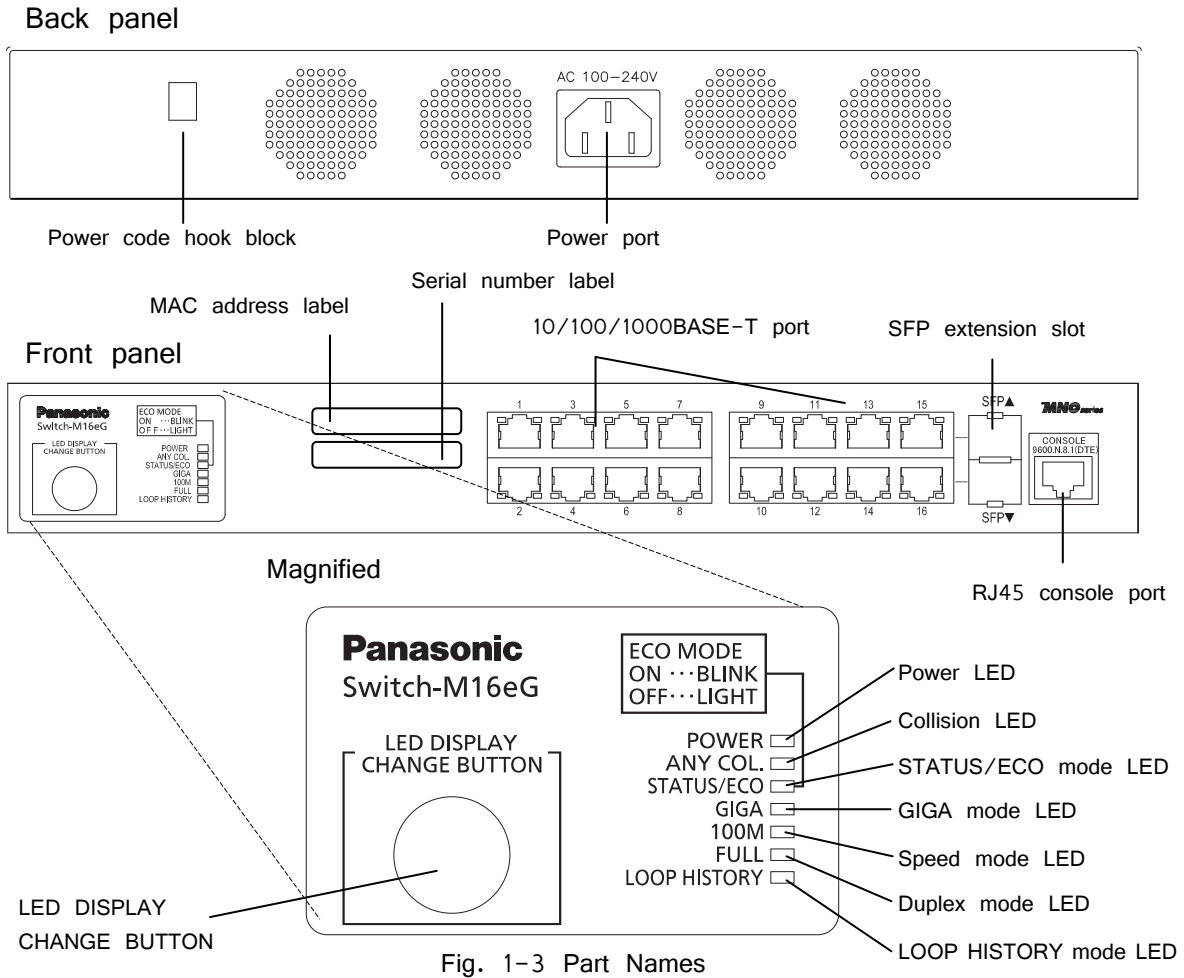 Back panel
AC 100-240V
Power code hook block
Power port
Serial number label
MAC address label
10/100/1000BASE-T port
SFP extension slot
Front panel
Panasonic
Switch-M16eG
ECO MODE
ON ···BLINK
OFF···LIGHT
LED DISPLAY
CHANGE BUTTON
POWER
ANY COL.
STATUS/ECO
GIGA
100M
FULL
LOOP HISTORY
1 3 5 7
9 11 13 15
2 4 6 8
10 12 14 16
SFP▲
SFP▼
series
CONSOLE
9600.N.8.1(DTE)
RJ45 console port
Magnified
Panasonic
Switch-M16eG
ECO MODE
ON ···BLINK
OFF···LIGHT
LED DISPLAY
CHANGE BUTTON
POWER
ANY COL.
STATUS/ECO
GIGA
100M
FULL
LOOP HISTORY
Power LED
Collision LED
STATUS/ECO mode LED
GIGA mode LED
Speed mode LED
Duplex mode LED
LOOP HISTORY mode LED
LED DISPLAY
CHANGE BUTTON
Fig. 1-3 Part Names